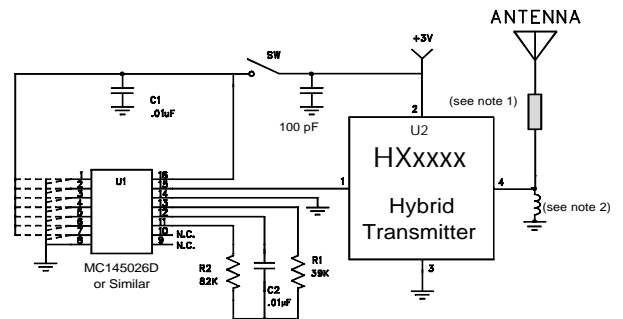 ANTENNA
+3V
SW
(see note 1)
C1
.01uF
100 pF
2
U2
HXxxxx
Hybrid
Transmitter
1
4
3
(see note 2)
U1
1
2
3
4
5
6
7
8
16
15
14
13
12
11
10
9
N.C.
N.C.
MC145026D
or Similar
R2
82K
C2
.01µF
R1
39K